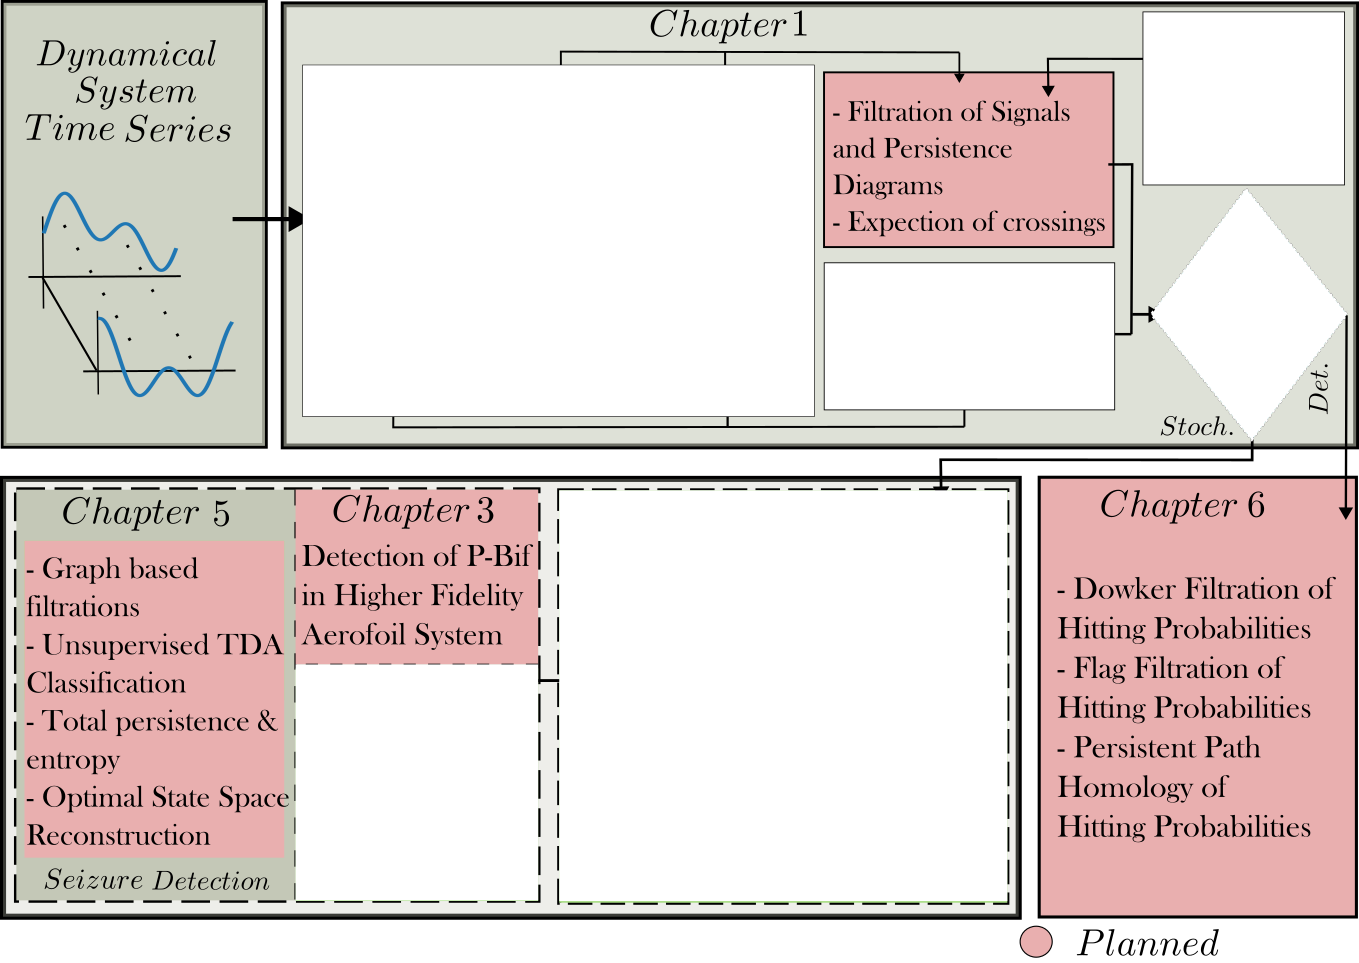 Dynamical
System
Time Series
Chapter 1
- Filtration of Signals
and Persistence
Diagrams
- Expection of crossings
Stoch.
Det.
Chapter 5
- Graph based
filtrations
- Unsupervised TDA
Classification
- Total persistence &
entropy
- Optimal State Space
Reconstruction
Seizure Detection
Chapter 3
Detection of P-Bif
in Higher Fidelity
Aerofoil System
Chapter 6
- Dowker Filtration of
Hitting Probabilities
- Flag Filtration of
Hitting Probabilities
- Persistent Path
Homology of
Hitting Probabilities
Planned